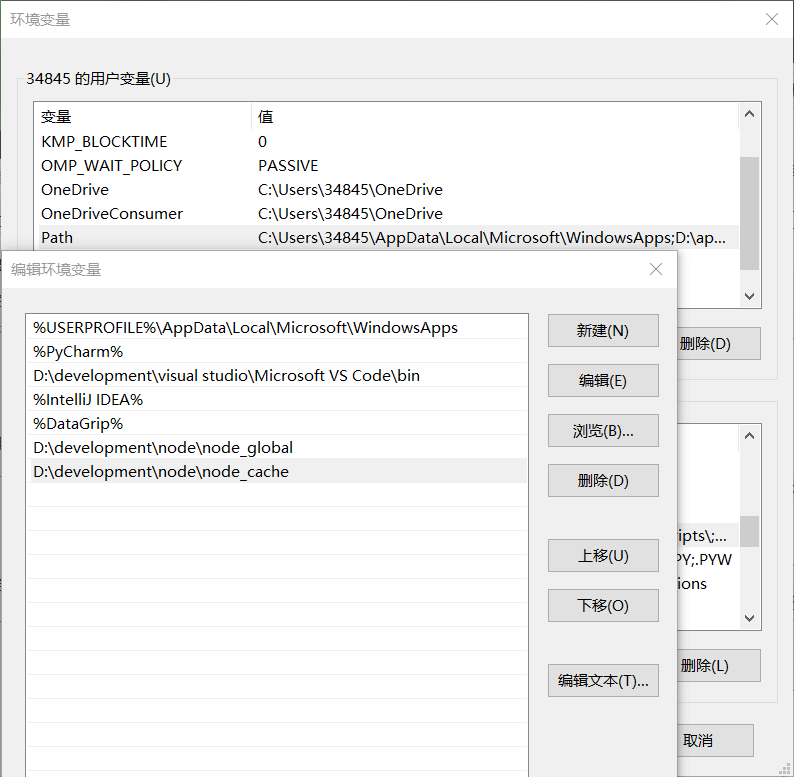 环境变量
34845 的用户变量(U)
变量 值
KMP_BLOCKTIME 0
OMP_WAIT_POLICY PASSIVE
OneDrive C:\Users\34845\OneDrive
OneDriveConsumer C:\Users\34845\OneDrive
Path C:\Users\34845\AppData\Local\Microsoft\WindowsApps;D:\ap...
编辑环境变量
%USERPROFILE%\AppData\Local\Microsoft\WindowsApps
%PyCharm%
D:\development\visual studio\Microsoft VS Code\bin
%IntelliJ IDEA%
%DataGrip%
D:\development\node\node_global
D:\development\node\node_cache
新建(N)
编辑(E)
浏览(B)...
删除(D)
上移(U)
下移(O)
编辑文本(T)...
删除(D)
ipts\;...
PY;.PYW
ions
删除(L)
取消